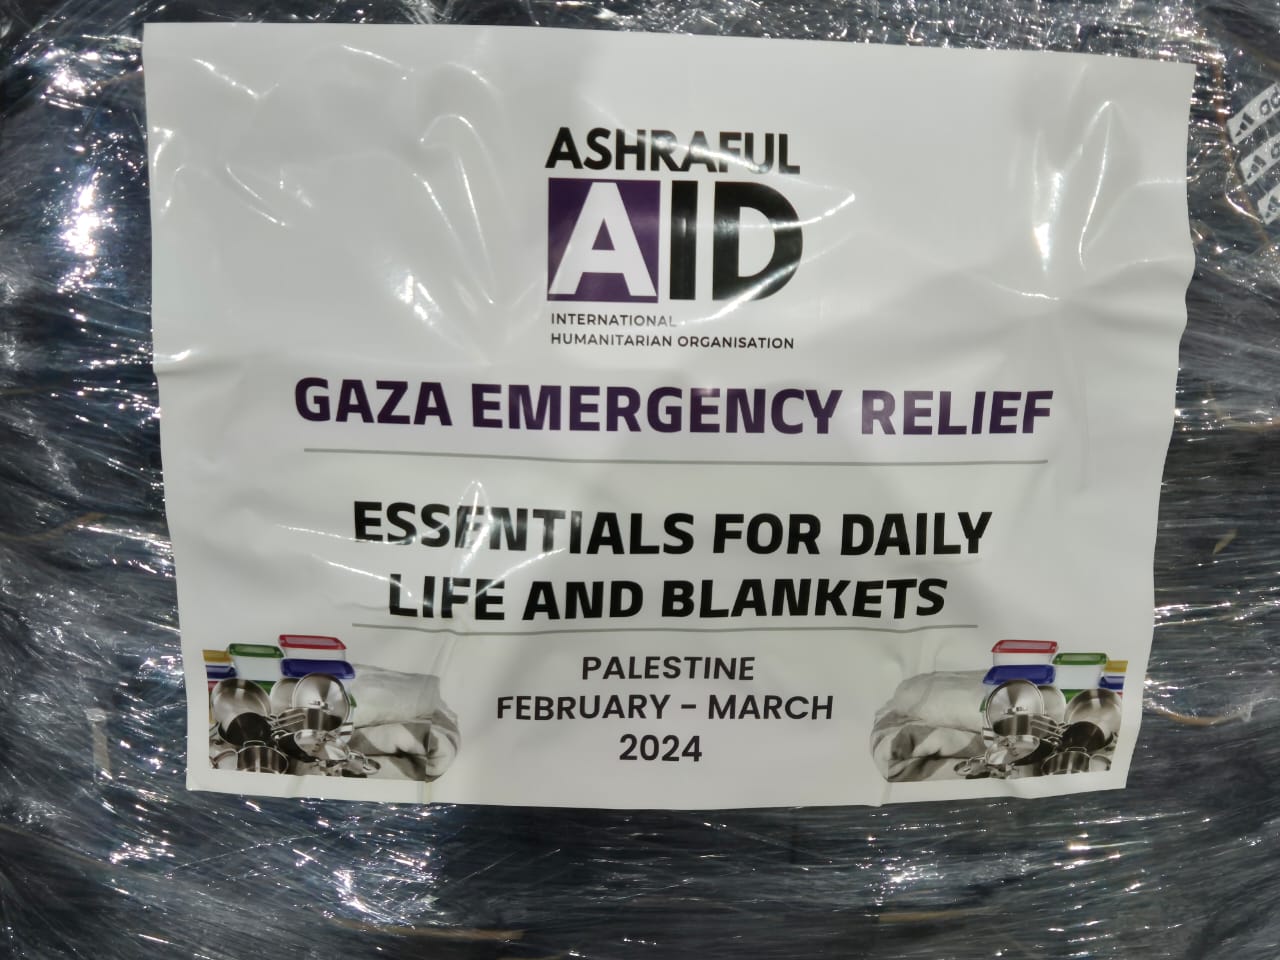 ASHRAFUL
AID
INTERNATIONAL
HUMANITARIAN ORGANISATION
GAZA EMERGENCY RELIEF
ESSENTIALS FOR DAILY
LIFE AND BLANKETS
PALESTINE
FEBRUARY - MARCH
2024